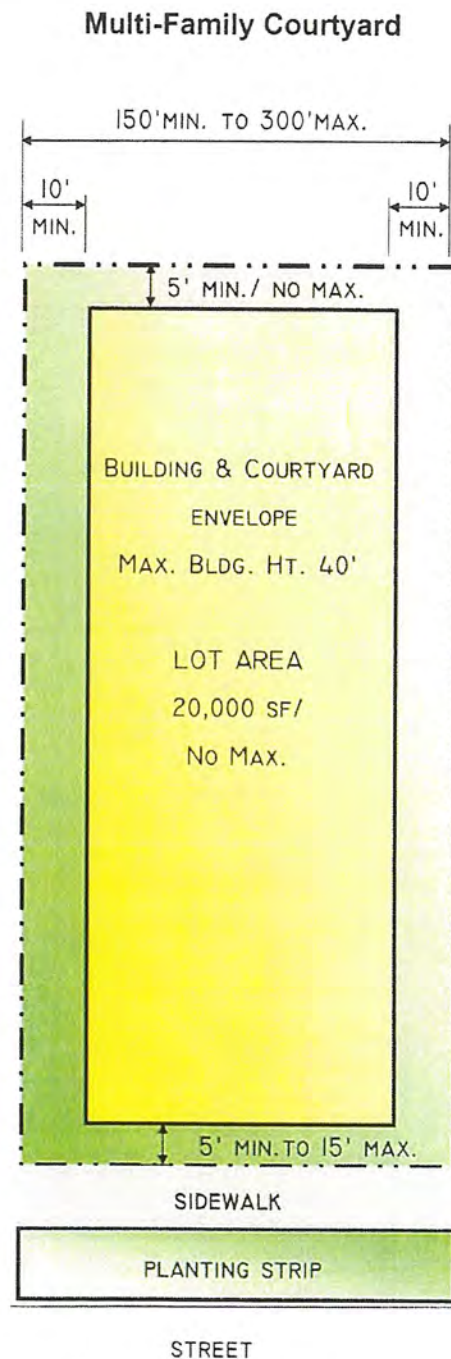 Multi-Family Courtyard
150' MIN. TO 300' MAX.
10'
MIN.
10'
MIN.
5' MIN./ NO MAX.
BUILDING & COURTYARD
ENVELOPE
MAX. BLDG. HT. 40'
LOT AREA
20,000 SF/
NO MAX.
5' MIN. TO 15' MAX.
SIDEWALK
PLANTING STRIP
STREET